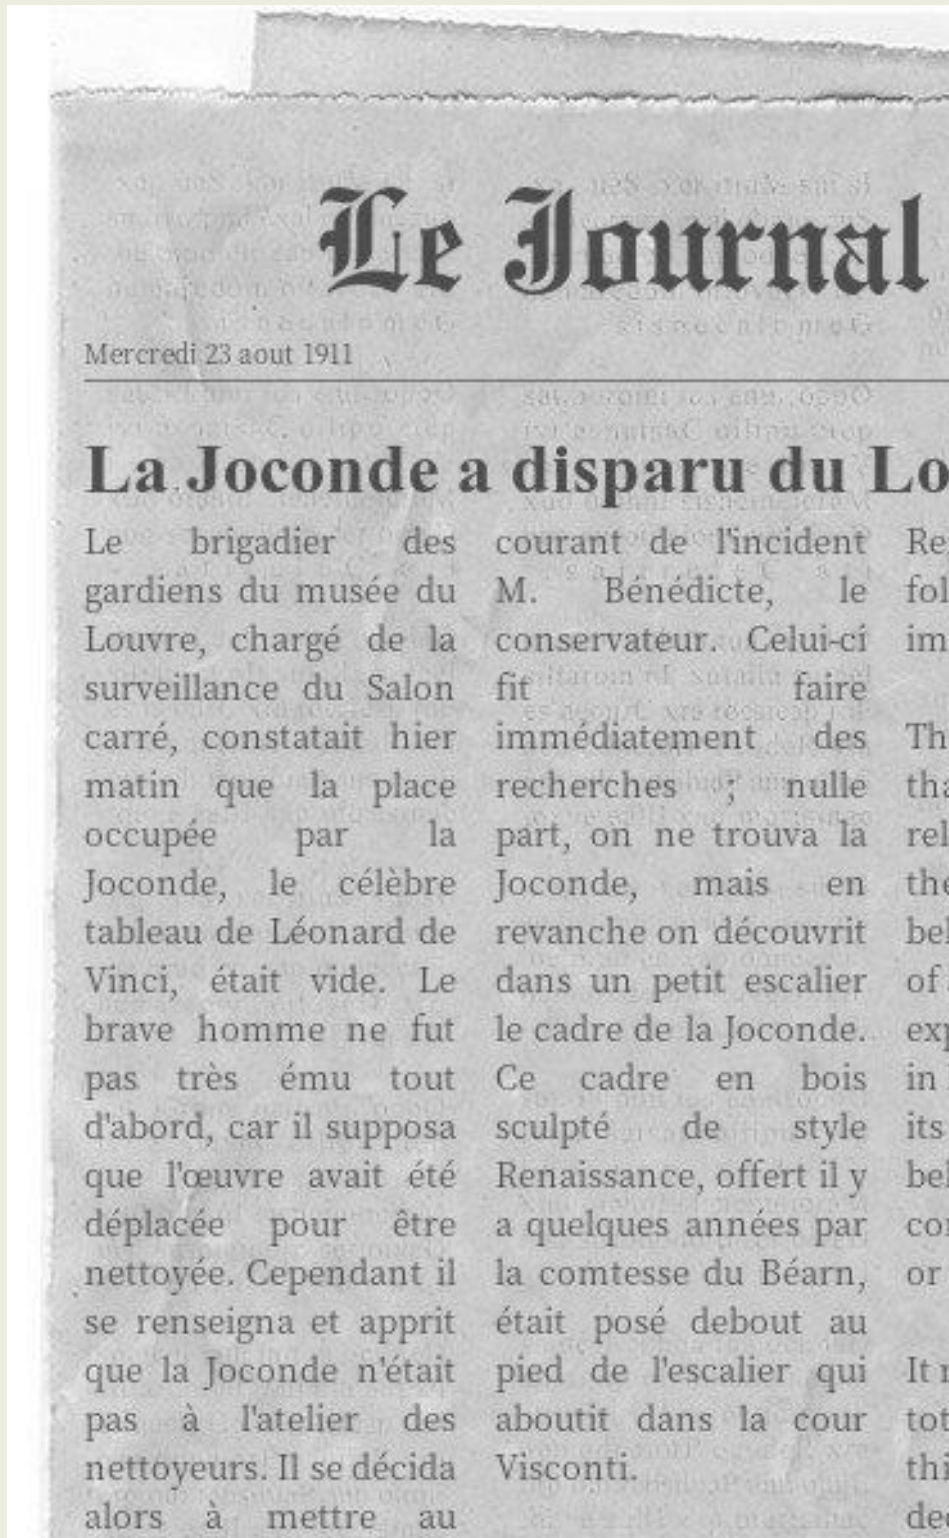 Le Journal
Mercredi 23 aout 1911
La Joconde a disparu du
Le brigadier des
gardiens du musée du
Louvre, chargé de la
surveillance du Salon
carré, constatait hier
matin que la place
occupée par la
Joconde, le célèbre
tableau de Léonard de
Vinci, était vide. Le
brave homme ne fut
pas très ému tout
d'abord, car il supposa
que l'œuvre avait été
déplacée pour être
nettoyée. Cependant il
se renseigna et apprit
que la Joconde n'était
pas à l'atelier des
nettoyeurs. Il se décida
alors à mettre au
courant de l'incident
M. Bénédicte, le
conservateur. Celui-ci
fit faire
immédiatement des
recherches ; nulle
part, on ne trouva la
Joconde, mais en
revanche on découvrit
dans un petit escalier
le cadre de la Joconde.
Ce cadre en bois
sculpté de style
Renaissance, offert il y
a quelques années par
la comtesse du Béarn,
était posé debout au
pied de l'escalier qui
aboutit dans la cour
Visconti.
of
in
its
or
It